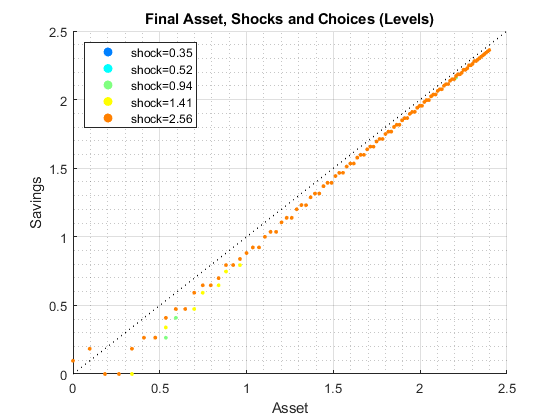 Final Asset, Shocks and Choices (Levels)
2.5
shock=0.35
shock=0.52
shock=0.94
shock=1.41
shock=2.56
2
1.5
Savings
1
0.5
0
0 0.5 1 1.5 2 2.5
Asset